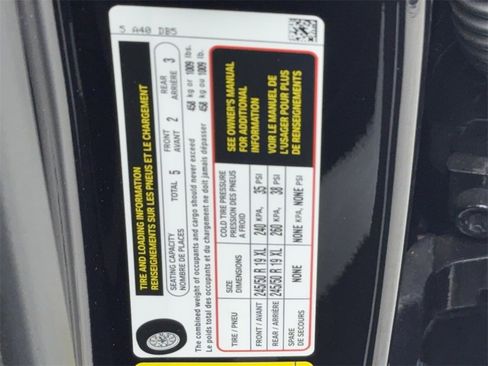 5 A40 DB5
TIRE AND LOADING INFORMATION
RENSEIGNEMENTS SUR LES PNEUS ET LE CHARGEMENT
SEATING CAPACITY
NOMBRE DE PLACES
TOTAL 5
FRONT
AVANT 2
REAR
ARRIÈRE 3
The combined weight of occupants and cargo should never exceed 458 kg or 1009 lbs.
Le poids total des occupants et du chargement ne doit jamais dépasser 458 kg ou 1009 lb.
TIRE / PNEU
SIZE
DIMENSIONS
COLD TIRE PRESSURE
PRESSION DES PNEUS
A FROID
FRONT / AVANT 245/50 R 19 XL 240 KPA, 35 PSI
REAR / ARRIÈRE 245/50 R 19 XL 260 KPA, 38 PSI
SPARE
DE SECOURS
NONE NONE KPA, NONE PSI
SEE OWNER'S MANUAL
FOR ADDITIONAL
INFORMATION
VOIR LE MANUEL DE
L'USAGER POUR PLUS
DE RENSEIGNEMENTS